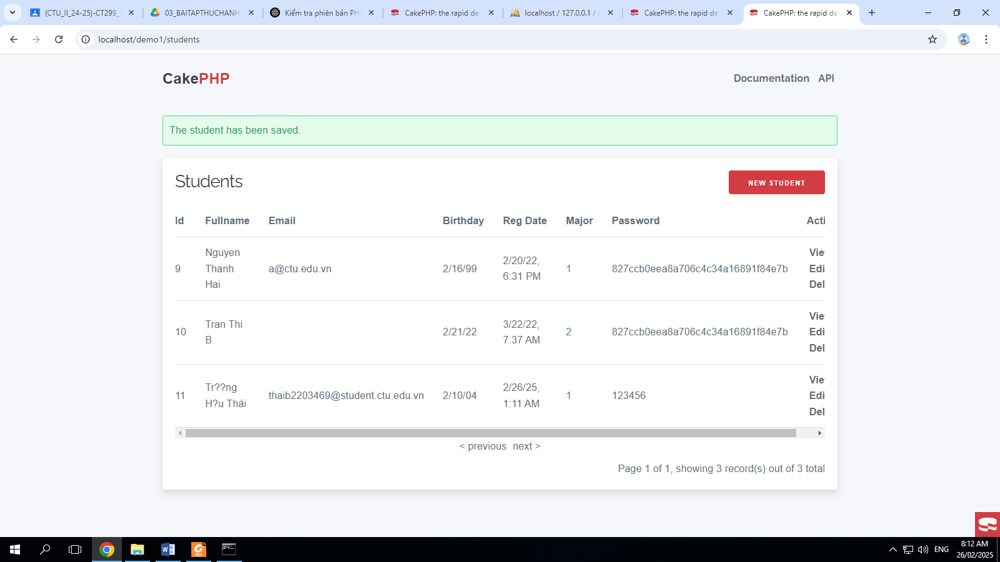 (CTU_II_24-25)-CT299_
03_BAITAPTHUCHANH
Kiểm tra phiên bản PH
CakePHP: the rapid de
localhost / 127.0.0.1 / c
CakePHP: the rapid de
CakePHP: the rapid de
localhost/demo1/students
CakePHP
Documentation API
The student has been saved.
Students
NEW STUDENT
Id Fullname Email Birthday Reg Date Major Password Acti
9 Nguyen Thanh Hai a@ctu.edu.vn 2/16/99 2/20/22, 6:31 PM 1 827ccb0eea8a706c4c34a16891f84e7b
Vie
Edi
Del
10 Tran Thi B 2/21/22 3/22/22, 7:37 AM 2 827ccb0eea8a706c4c34a16891f84e7b
Vie
Edi
Del
11 Tr??ng H?u Thái thaib2203469@student.ctu.edu.vn 2/10/04 2/26/25, 1:11 AM 1 123456
Vie
Edi
Del
< previous next >
Page 1 of 1, showing 3 record(s) out of 3 total
ENG
8:12 AM
26/02/2025